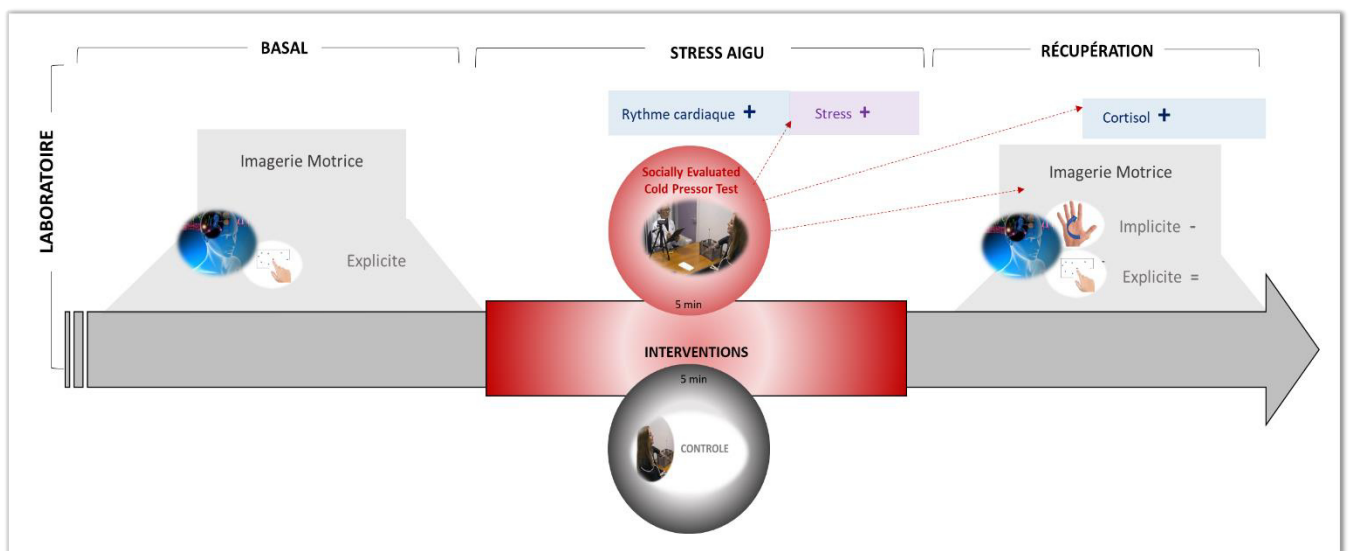 BASAL
STRESS AIGU
RÉCUPÉRATION
LABORATOIRE
Rythme cardiaque +
Stress +
Cortisol +
Imagerie Motrice
Explicite
Socially Evaluated
Cold Pressor Test
5 min
INTERVENTIONS
5 min
CONTROLE
Imagerie Motrice
Implicite -
Explicite =